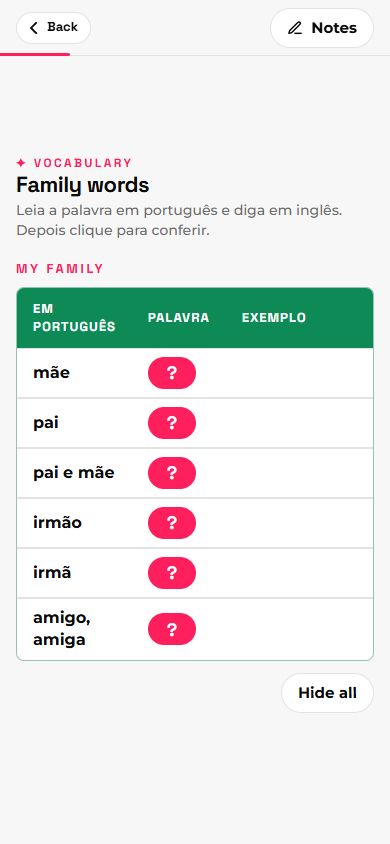 Back
Notes
VOCABULARY
Family words
Leia a palavra em português e diga em inglês.
Depois clique para conferir.
MY FAMILY
EM
PORTUGUÊS
PALAVRA
EXEMPLO
mãe
?
pai
?
pai e mãe
?
irmão
?
irmã
?
amigo,
amiga
?
Hide all